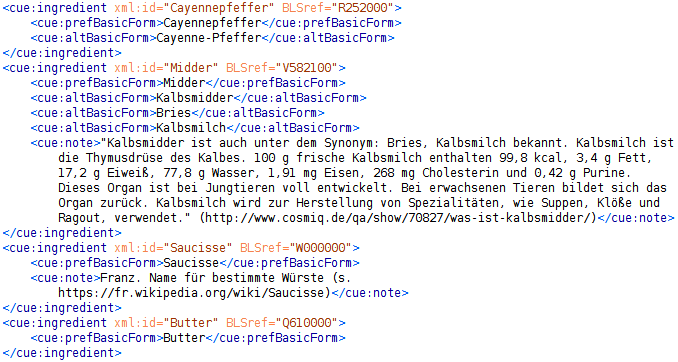 <cue:ingredient xml:id="Cayennepfeffer" BLSref="R252000">
<cue:prefBasicForm>Cayennepfeffer</cue:prefBasicForm>
<cue:altBasicForm>Cayenne-Pfeffer</cue:altBasicForm>
</cue:ingredient>
<cue:ingredient xml:id="Midder" BLSref="V582100">
<cue:prefBasicForm>Midder</cue:prefBasicForm>
<cue:altBasicForm>Kalbsmidder</cue:altBasicForm>
<cue:altBasicForm>Bries</cue:altBasicForm>
<cue:altBasicForm>Kalbsmilch</cue:altBasicForm>
<cue:note>"Kalbsmidder ist auch unter dem Synonym: Bries, Kalbsmilch bekannt. Kalbsmilch ist
die Thymusdrüse des Kalbes. 100 g frische Kalbsmilch enthalten 99,8 kcal, 3,4 g Fett,
17,2 g Eiweiß, 77,8 g Wasser, 1,91 mg Eisen, 268 mg Cholesterin und 0,42 g Purine.
Dieses Organ ist bei Jungtieren voll entwickelt. Bei erwachsenen Tieren bildet sich das
Organ zurück. Kalbsmilch wird zur Herstellung von Spezialitäten, wie Suppen, Klöße und
Ragout, verwendet." (http://www.cosmiq.de/qa/show/70827/was-ist-kalbsmidder/)</cue:note>
</cue:ingredient>
<cue:ingredient xml:id="Saucisse" BLSref="W000000">
<cue:prefBasicForm>Saucisse</cue:prefBasicForm>
<cue:note>Franz. Name für bestimmte Würste (s.
https://fr.wikipedia.org/wiki/Saucisse)</cue:note>
</cue:ingredient>
<cue:ingredient xml:id="Butter" BLSref="Q610000">
<cue:prefBasicForm>Butter</cue:prefBasicForm>
</cue:ingredient>